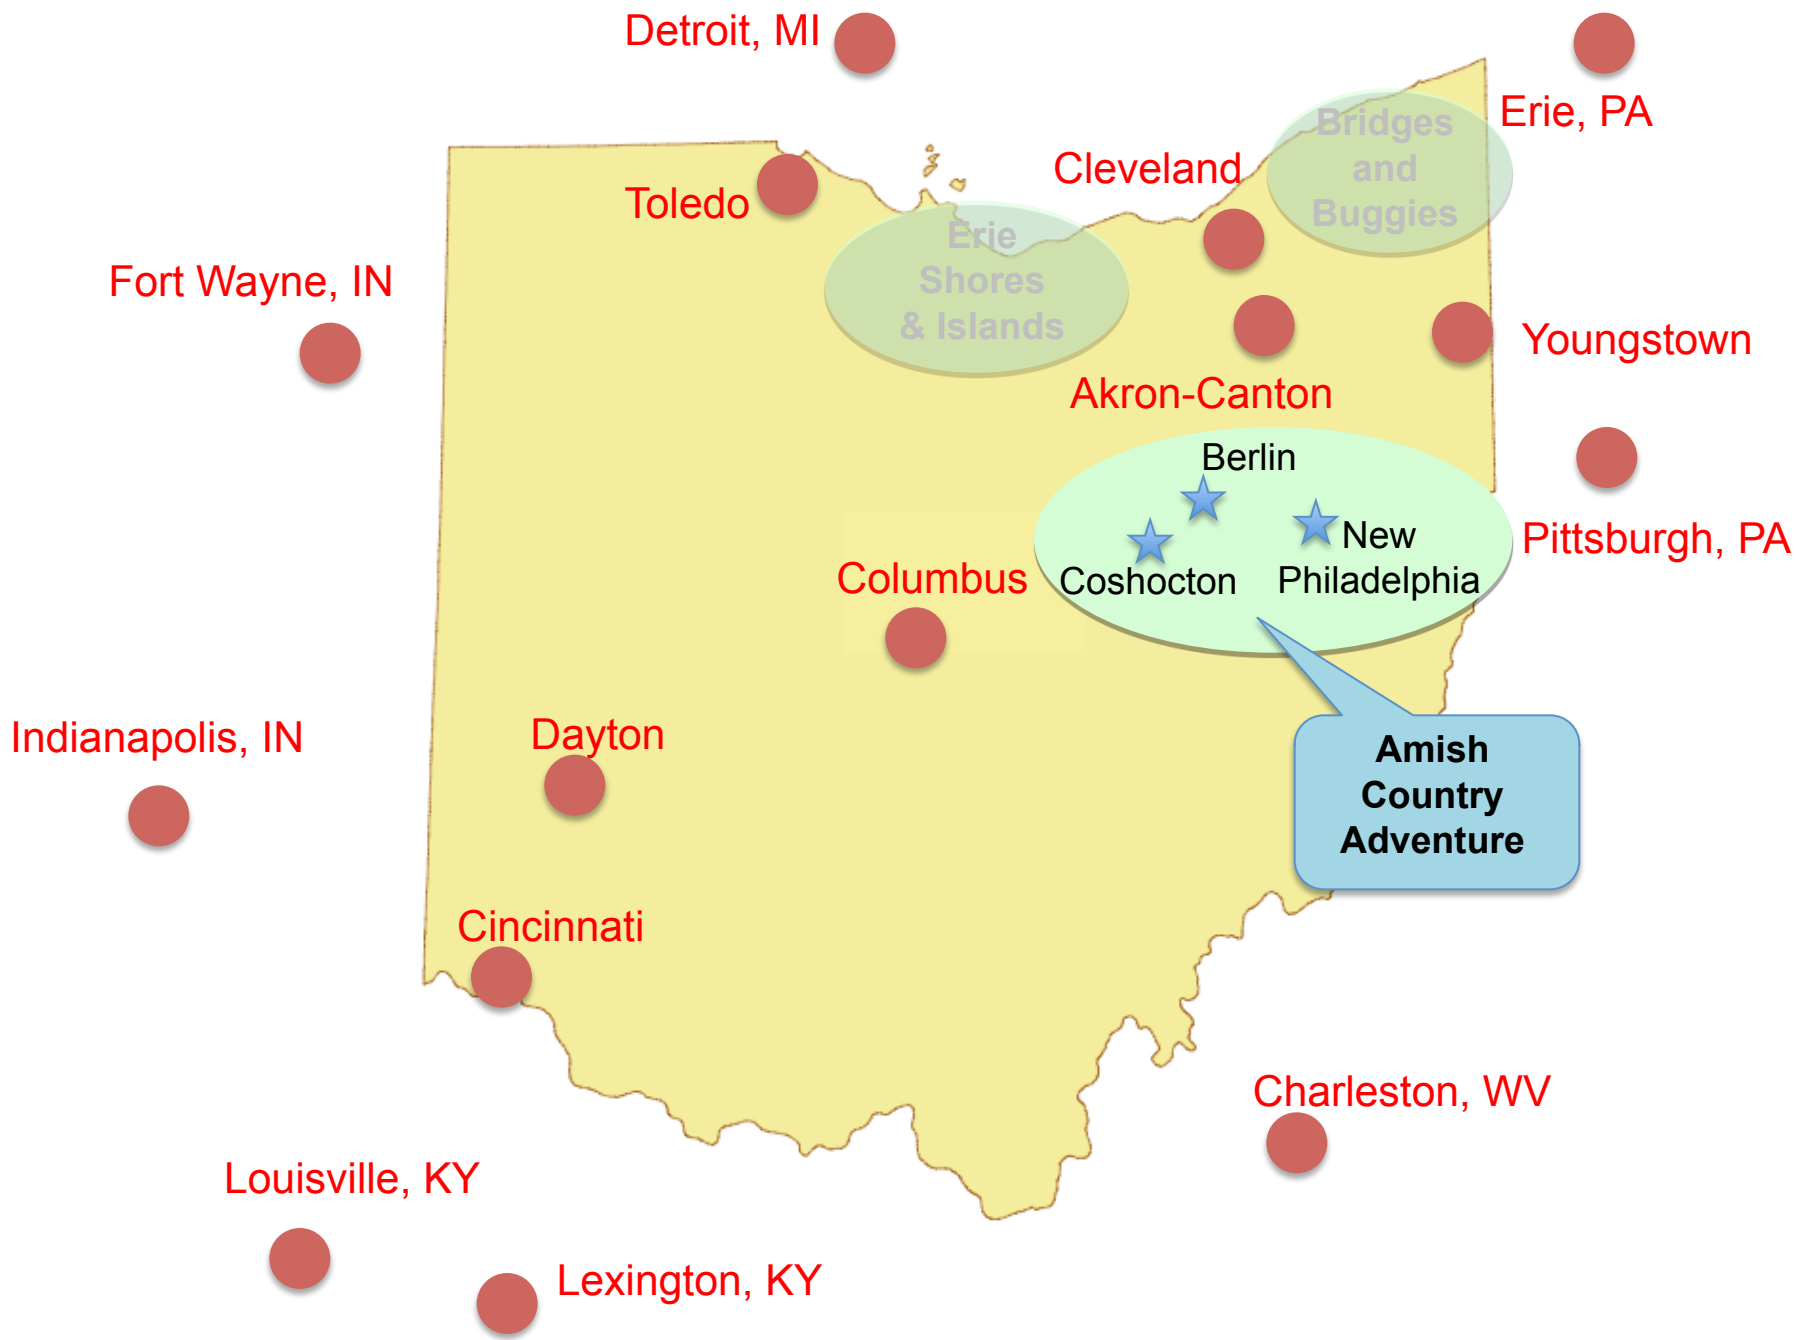 Detroit, MI
Erie, PA
Bridges
and
Buggies
Cleveland
Toledo
Erie
Shores
& Islands
Fort Wayne, IN
Youngstown
Akron-Canton
Berlin
New
Philadelphia
Coshocton
Pittsburgh, PA
Columbus
Indianapolis, IN
Dayton
Amish
Country
Adventure
Cincinnati
Charleston, WV
Louisville, KY
Lexington, KY